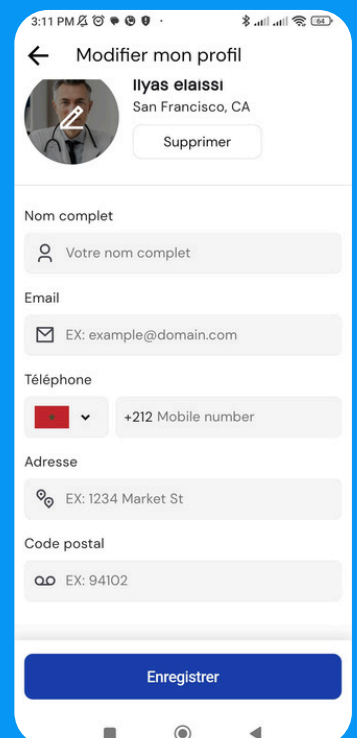 3:11 PM
64
Modifier mon profil
Ilyas elaissi
San Francisco, CA
Supprimer
Nom complet
Votre nom complet
Email
EX: example@domain.com
Téléphone
+212 Mobile number
Adresse
EX: 1234 Market St
Code postal
EX: 94102
Enregistrer